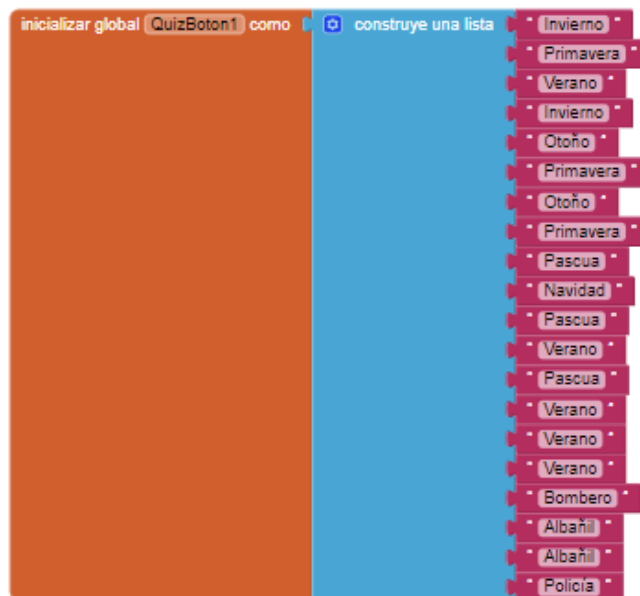 inicializar global QuizBoton1 como construye una lista " Invierno "
" Primavera "
" Verano "
" Invierno "
" Otoño "
" Primavera "
" Otoño "
" Primavera "
" Pascua "
" Navidad "
" Pascua "
" Verano "
" Pascua "
" Verano "
" Verano "
" Verano "
" Bombero "
" Albañil "
" Albañil "
" Policía "